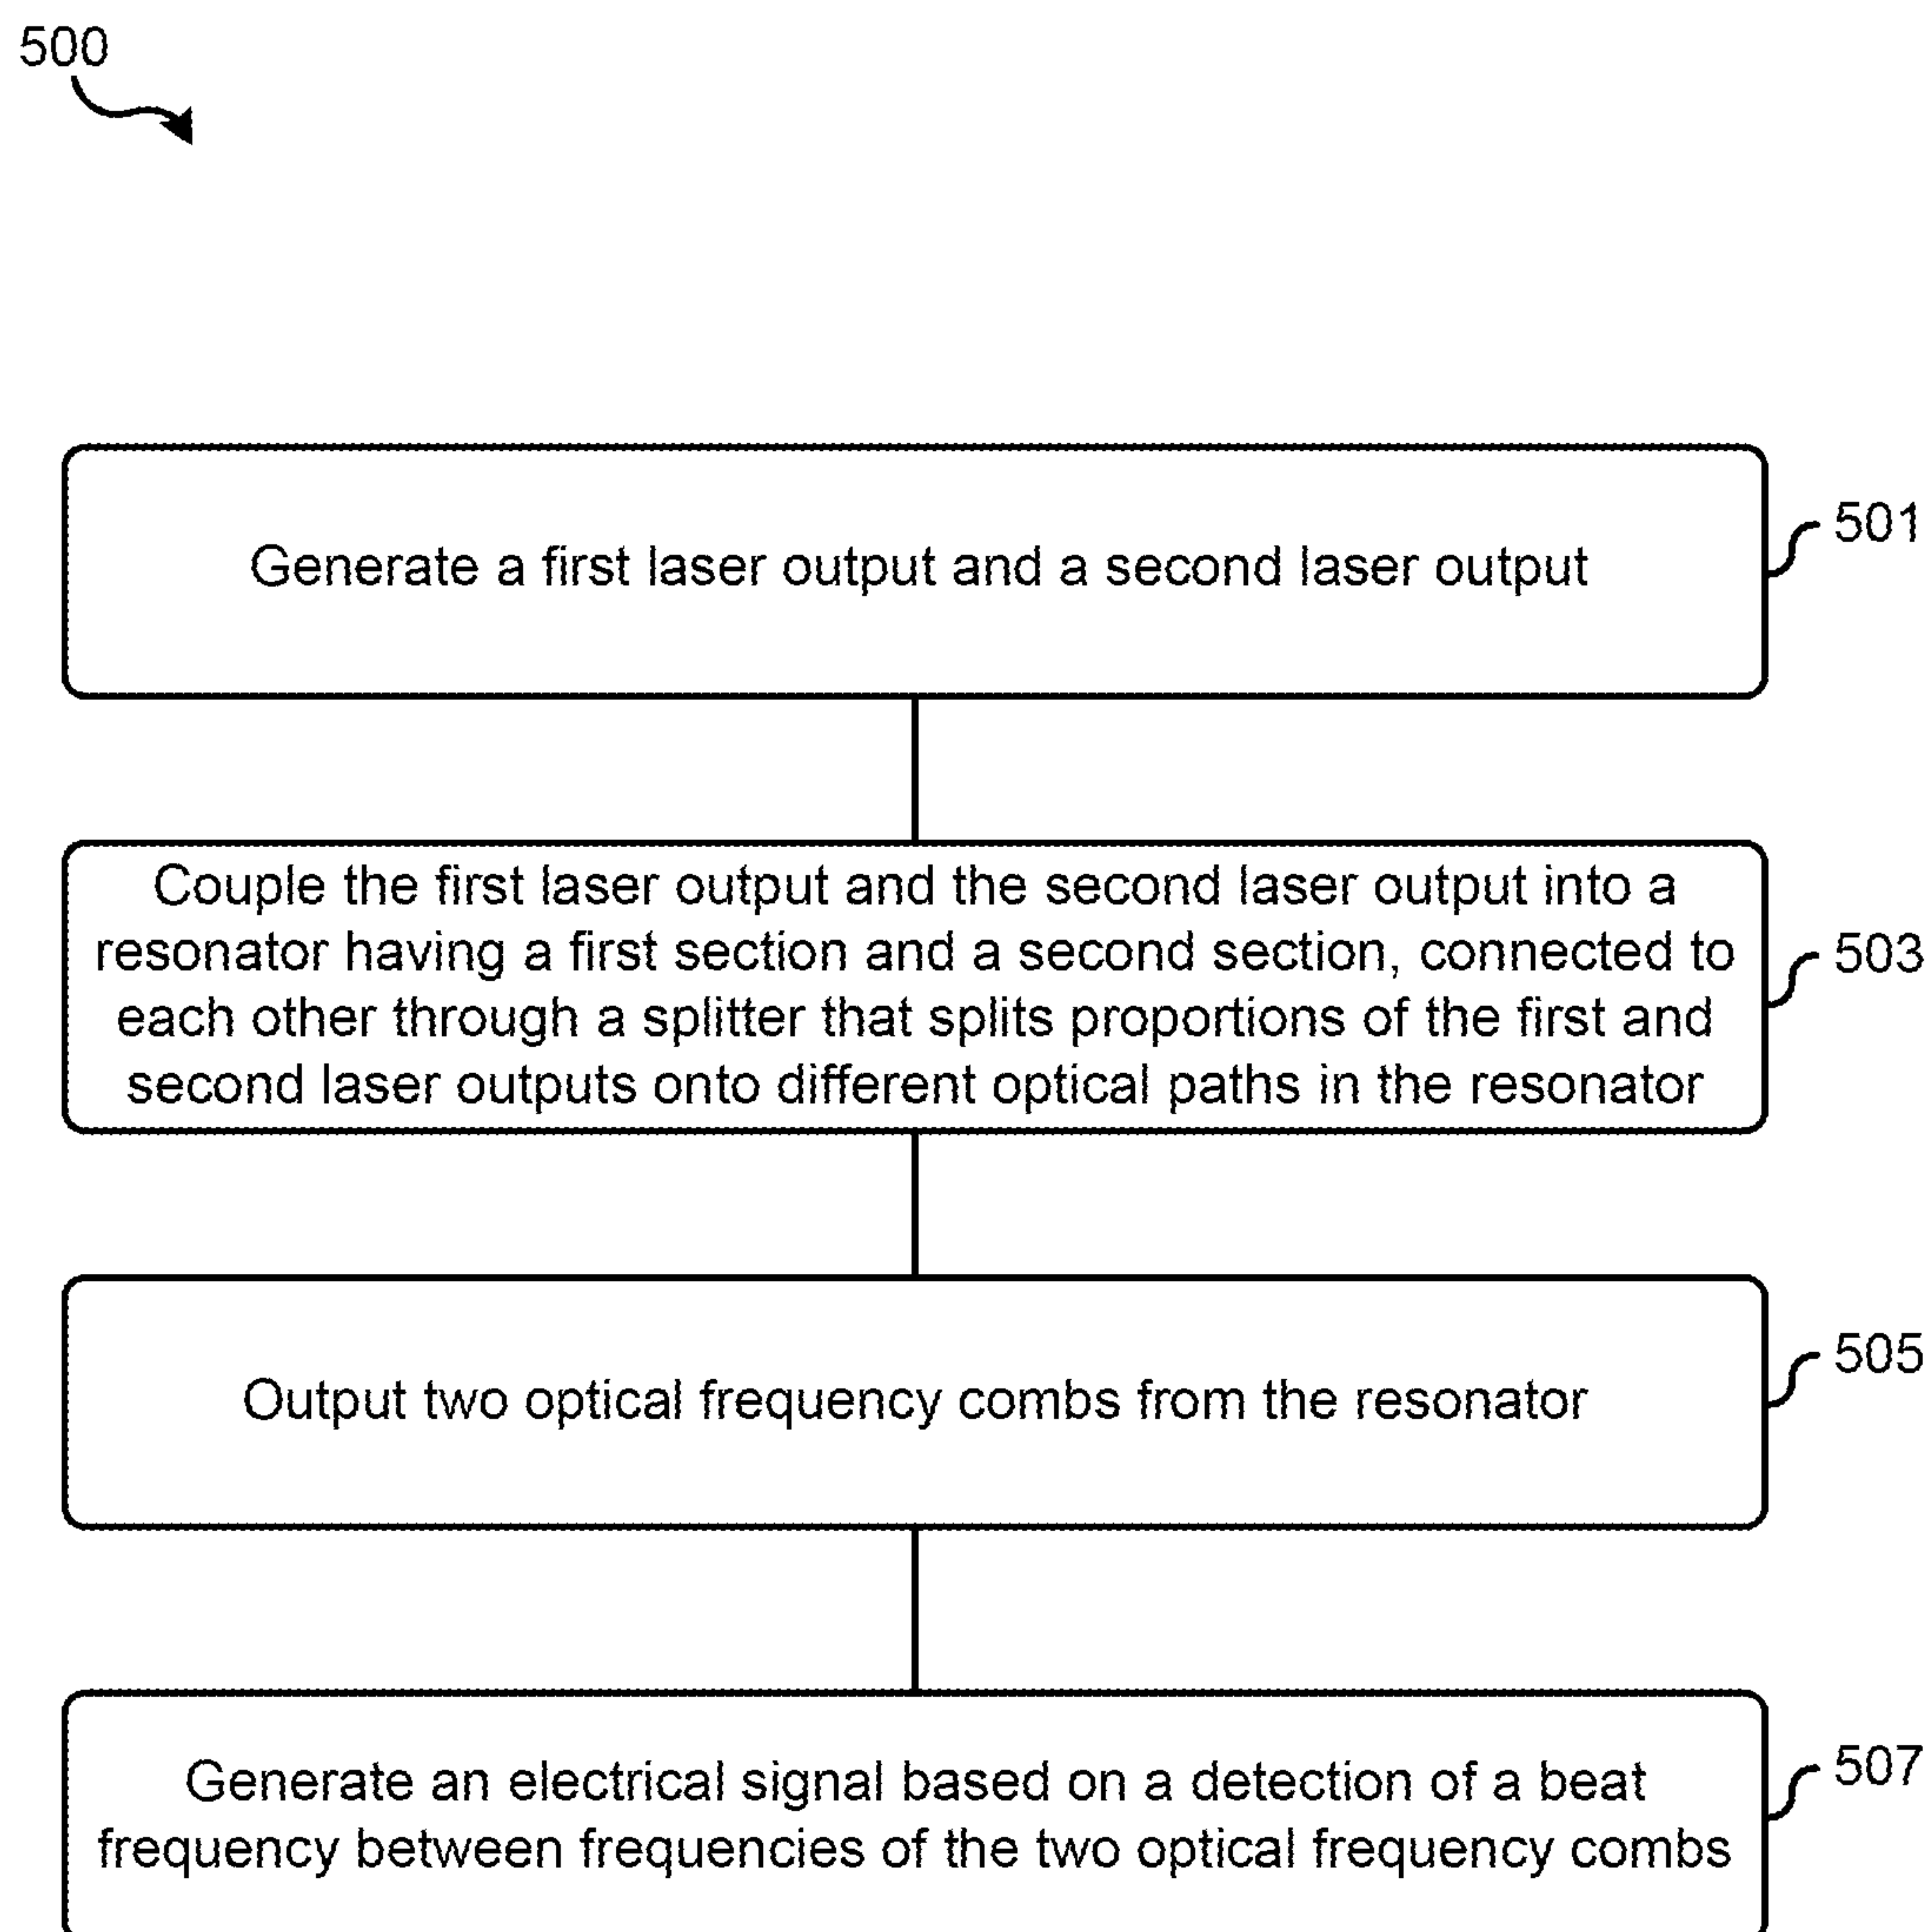 500
Generate a first laser output and a second laser output
501
Couple the first laser output and the second laser output into a
resonator having a first section and a second section, connected to
each other through a splitter that splits proportions of the first and
second laser outputs onto different optical paths in the resonator
503
Output two optical frequency combs from the resonator
505
Generate an electrical signal based on a detection of a beat
frequency between frequencies of the two optical frequency combs
507